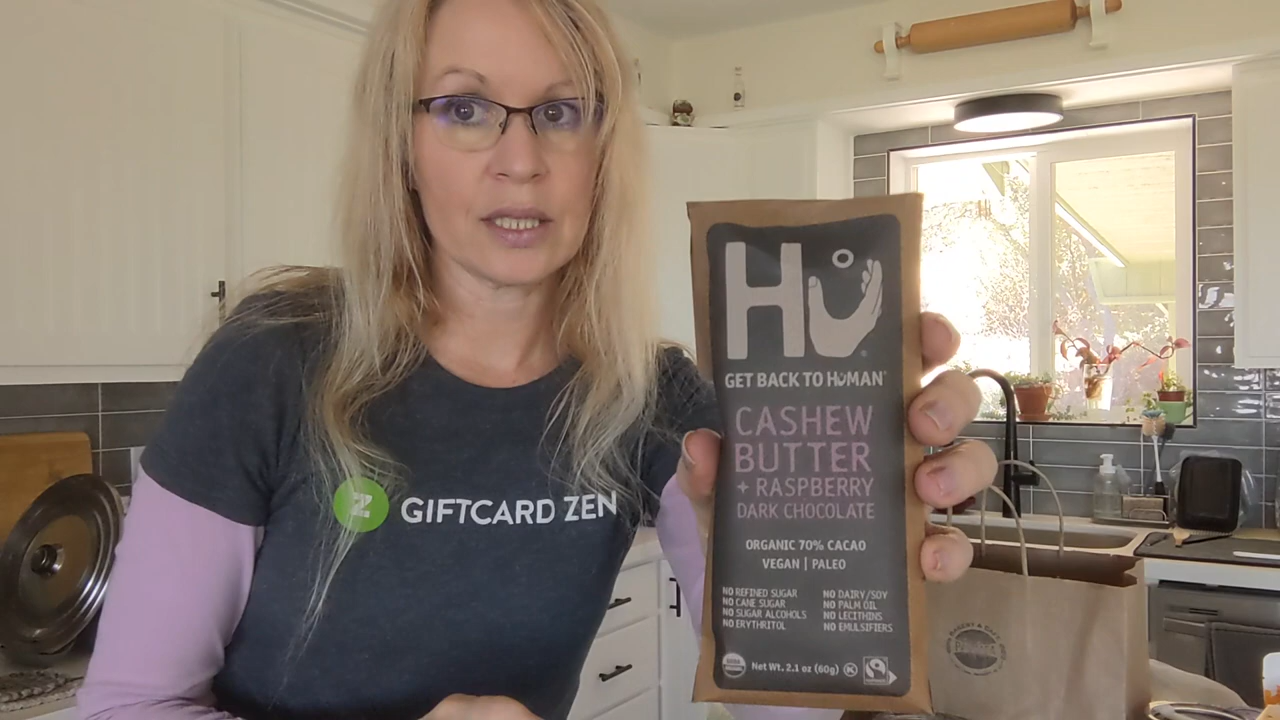 Z GIFTCARD ZEN
HU
GET BACK TO HUMAN
CASHEW
BUTTER
+ RASPBERRY
DARK CHOCOLATE
ORGANIC 70% CACAO
VEGAN | PALEO
NO REFINED SUGAR
NO CANE SUGAR
NO SUGAR ALCOHOLS
NO ERYTHRITOL
NO DAIRY/SOY
NO PALM OIL
NO LECITHINS
NO EMULSIFIERS
Net Wt. 2.1 oz (60g)
K